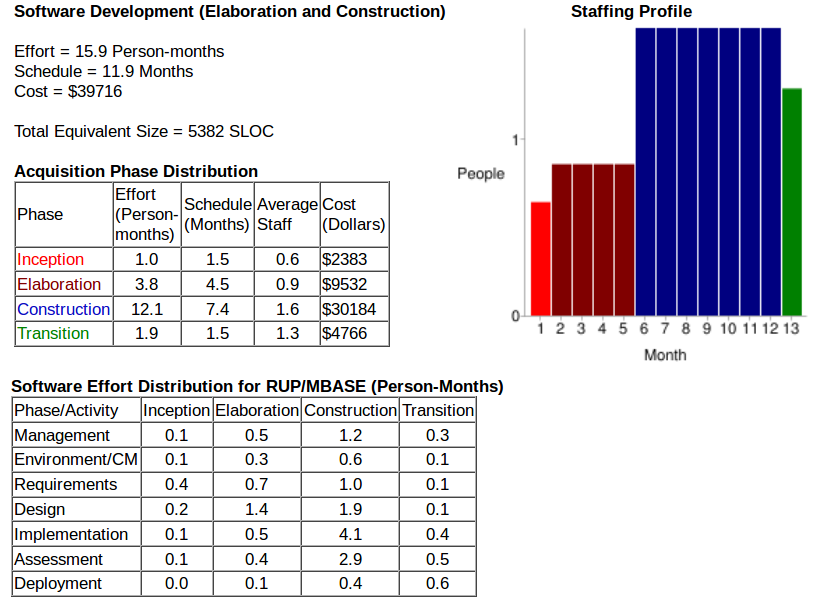 Software Development (Elaboration and Construction)
Effort = 15.9 Person-months
Schedule = 11.9 Months
Cost = $39716
Total Equivalent Size = 5382 SLOC
Acquisition Phase Distribution
Phase Effort (Person-months) Schedule (Months) Average Staff Cost (Dollars)
Inception 1.0 1.5 0.6 $2383
Elaboration 3.8 4.5 0.9 $9532
Construction 12.1 7.4 1.6 $30184
Transition 1.9 1.5 1.3 $4766
Staffing Profile
1
People
0
1 2 3 4 5 6 7 8 9 10 11 12 13
Month
Software Effort Distribution for RUP/MBASE (Person-Months)
Phase/Activity Inception Elaboration Construction Transition
Management 0.1 0.5 1.2 0.3
Environment/CM 0.1 0.3 0.6 0.1
Requirements 0.4 0.7 1.0 0.1
Design 0.2 1.4 1.9 0.1
Implementation 0.1 0.5 4.1 0.4
Assessment 0.1 0.4 2.9 0.5
Deployment 0.0 0.1 0.4 0.6